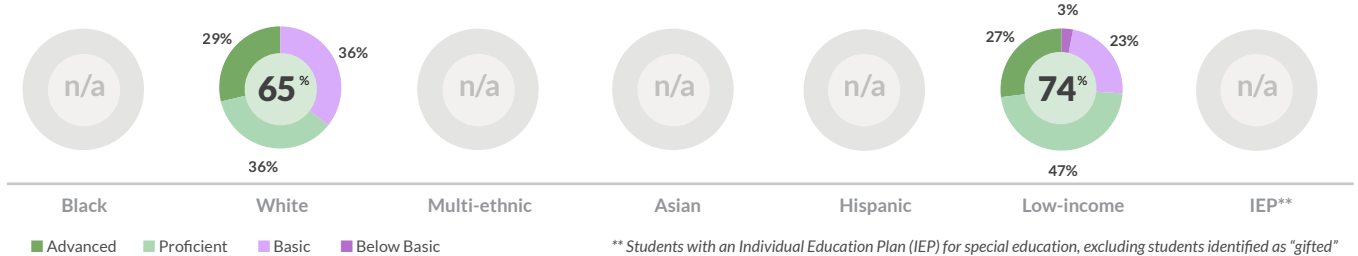 3%
29% 36% 27% 23%
n/a 65% n/a n/a n/a 74% n/a
36% 47%
Black White Multi-ethnic Asian Hispanic Low-income IEP**
Advanced Proficient Basic Below Basic ** Students with an Individual Education Plan (IEP) for special education, excluding students identified as “gifted”